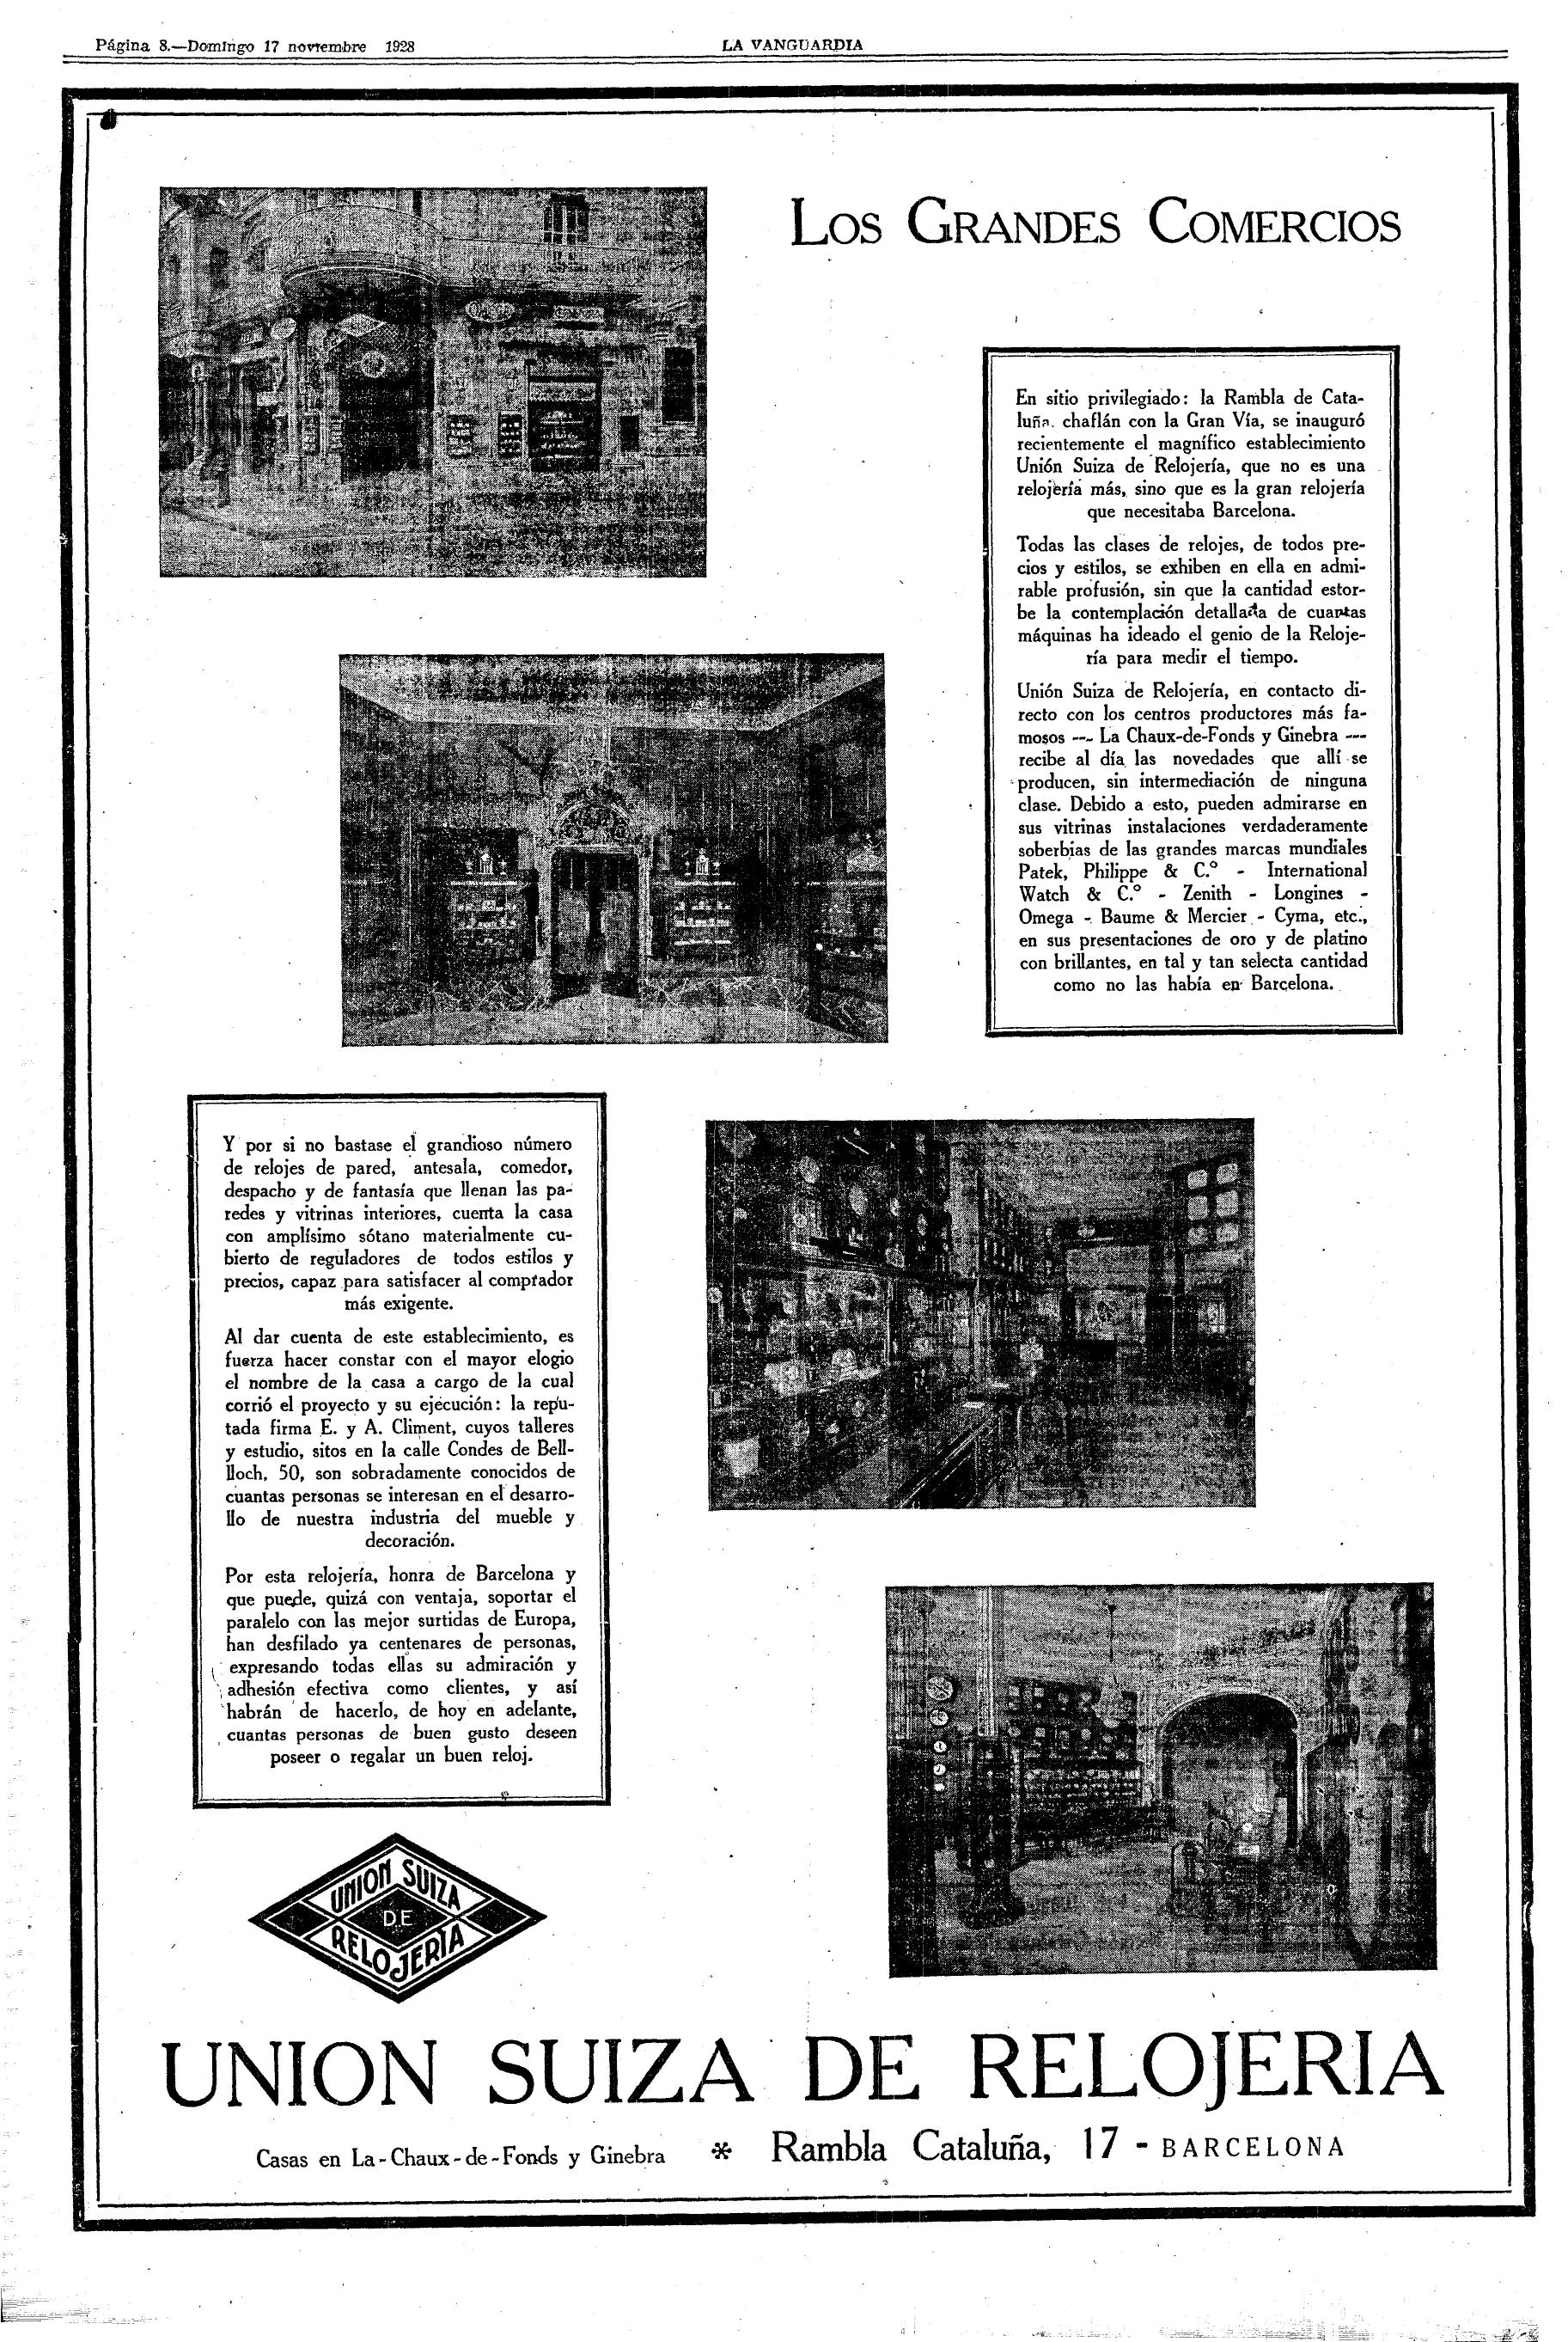 Página 8.—Domingo 17 noviembre 1928
LA VANGUARDIA
LOS GRANDES COMERCIOS
En sitio privilegiado: la Rambla de Cata-
luña. chaflán con la Gran Vía, se inauguró
recientemente el magnífico establecimiento
Unión Suiza de Relojería, que no es una
relojería más, sino que es la gran relojería
que necesitaba Barcelona.
Todas las clases de relojes, de todos pre-
cios y estilos, se exhiben en ella en admi-
rable profusión, sin que la cantidad estor-
be la contemplación detallada de cuantas
máquinas ha ideado el genio de la Reloje-
ría para medir el tiempo.
Unión Suiza de Relojería, en contacto di-
recto con los centros productores más fa-
mosos --- La Chaux-de-Fonds y Ginebra ---
recibe al día las novedades que allí se
producen, sin intermediación de ninguna
clase. Debido a esto, pueden admirarse en
sus vitrinas instalaciones verdaderamente
soberbias de las grandes marcas mundiales
Patek, Philippe & C.º - International
Watch & C.º - Zenith - Longines -
Omega - Baume & Mercier - Cyma, etc.,
en sus presentaciones de oro y de platino
con brillantes, en tal y tan selecta cantidad
como no las había en Barcelona.
Y por si no bastase el grandioso número
de relojes de pared, antesala, comedor,
despacho y de fantasía que llenan las pa-
redes y vitrinas interiores, cuenta la casa
con amplísimo sótano materialmente cu-
bierto de reguladores de todos estilos y
precios, capaz para satisfacer al comprador
más exigente.
Al dar cuenta de este establecimiento, es
fuerza hacer constar con el mayor elogio
el nombre de la casa a cargo de la cual
corrió el proyecto y su ejecución: la repu-
tada firma E. y A. Climent, cuyos talleres
y estudio, sitos en la calle Condes de Bell-
lloch, 50, son sobradamente conocidos de
cuantas personas se interesan en el desarro-
llo de nuestra industria del mueble y
decoración.
Por esta relojería, honra de Barcelona y
que puede, quizá con ventaja, soportar el
paralelo con las mejor surtidas de Europa,
han desfilado ya centenares de personas,
expresando todas ellas su admiración y
adhesión efectiva como clientes, y así
habrán de hacerlo, de hoy en adelante,
cuantas personas de buen gusto deseen
poseer o regalar un buen reloj.
UNION SUIZA
DE
RELOJERIA
UNION SUIZA DE RELOJERIA
Casas en La-Chaux-de-Fonds y Ginebra * Rambla Cataluña, 17 - BARCELONA